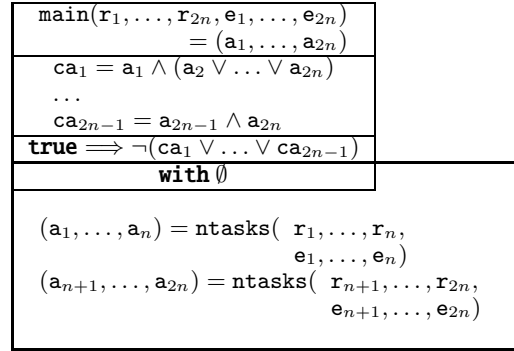 main(r₁,…,r₂ₙ,e₁,…,e₂ₙ)
= (a₁,…,a₂ₙ)
ca₁ = a₁ ∧ (a₂ ∨ … ∨ a₂ₙ)
…
ca₂ₙ₋₁ = a₂ₙ₋₁ ∧ a₂ₙ
true ⟹ ¬(ca₁ ∨ … ∨ ca₂ₙ₋₁)
with ∅
(a₁,…,aₙ) = ntasks( r₁,…,rₙ,
e₁,…,eₙ)
(aₙ₊₁,…,a₂ₙ) = ntasks( rₙ₊₁,…,r₂ₙ,
eₙ₊₁,…,e₂ₙ)